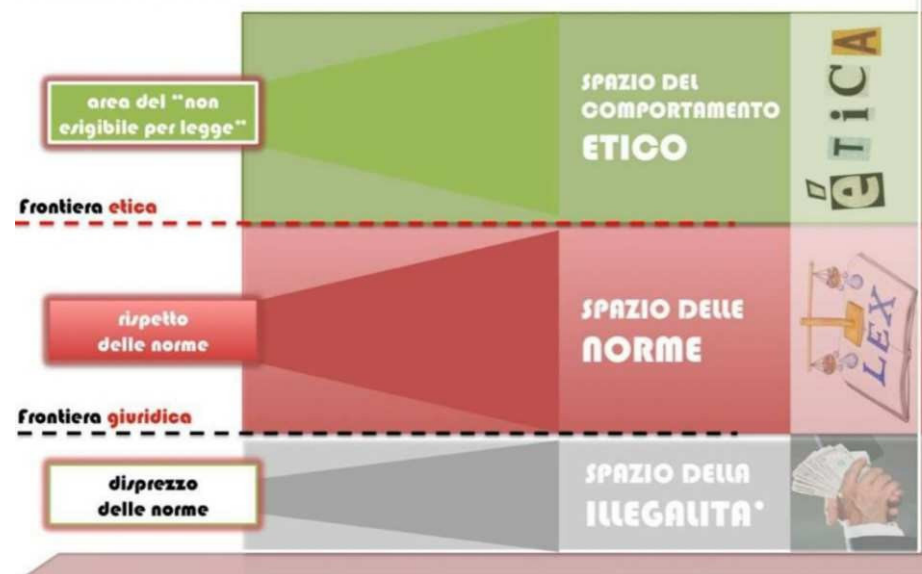 area del "non
esigibile per legge"
SPAZIO DEL
COMPORTAMENTO
ETICO
éTiCA
Frontiera etica
rispetto
delle norme
SPAZIO DELLE
NORME
LEX
Frontiera giuridica
disprezzo
delle norme
SPAZIO DELLA
ILLEGALITA'